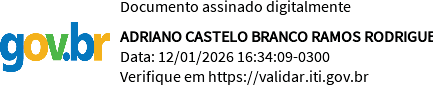 Documento assinado digitalmente
gov.br
ADRIANO CASTELO BRANCO RAMOS RODRIGUE
Data: 12/01/2026 16:34:09-0300
Verifique em https://validar.iti.gov.br